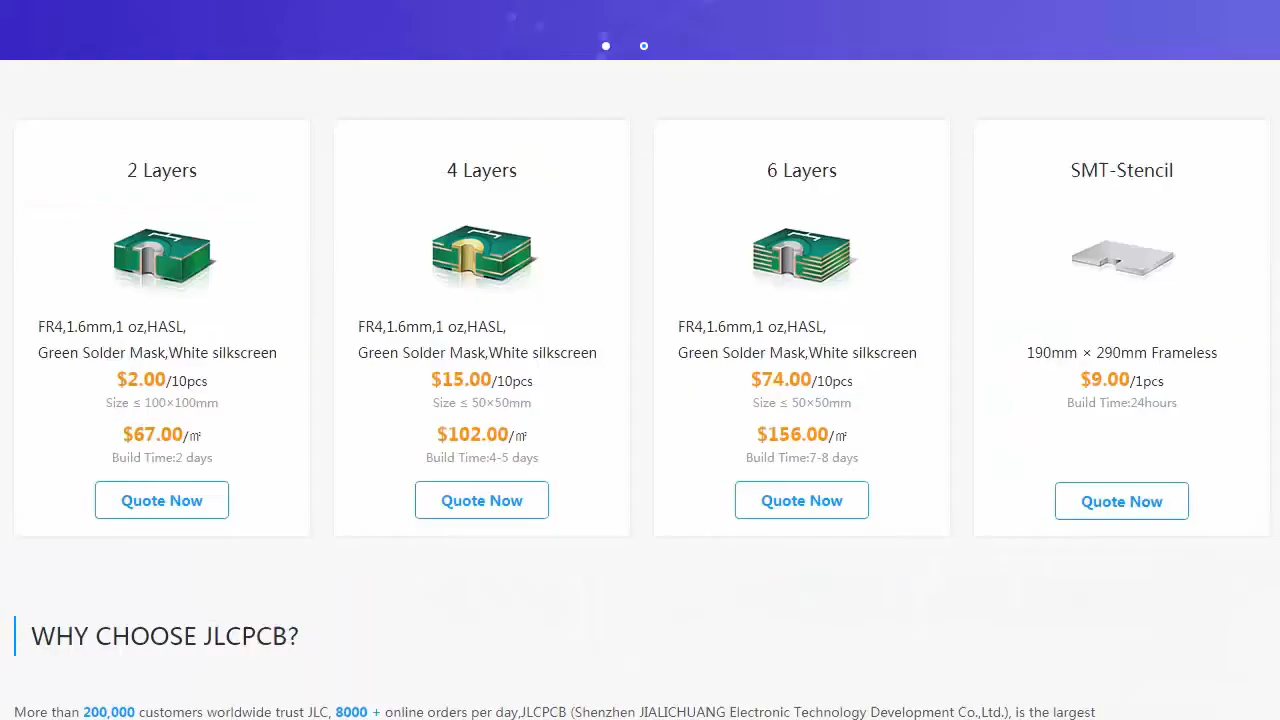 2 Layers
FR4,1.6mm,1 oz,HASL,
Green Solder Mask,White silkscreen
$2.00/10pcs
Size ≤ 100×100mm
$67.00/㎡
Build Time:2 days
Quote Now
4 Layers
FR4,1.6mm,1 oz,HASL,
Green Solder Mask,White silkscreen
$15.00/10pcs
Size ≤ 50×50mm
$102.00/㎡
Build Time:4-5 days
Quote Now
6 Layers
FR4,1.6mm,1 oz,HASL,
Green Solder Mask,White silkscreen
$74.00/10pcs
Size ≤ 50×50mm
$156.00/㎡
Build Time:7-8 days
Quote Now
SMT-Stencil
190mm × 290mm Frameless
$9.00/1pcs
Build Time:24hours
Quote Now
WHY CHOOSE JLCPCB?
More than 200,000 customers worldwide trust JLC, 8000 + online orders per day,JLCPCB (Shenzhen JIALICHUANG Electronic Technology Development Co.,Ltd.), is the largest